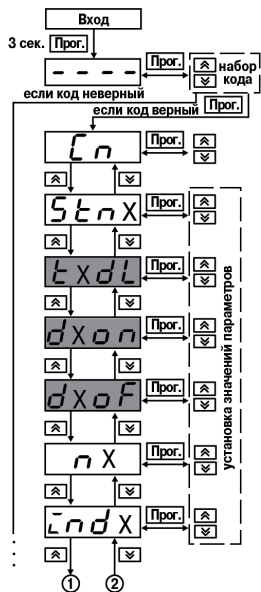 Вход
3 сек. Прог.
- - - -
набор
кода
если код неверный
если код верный
Прог.
Cn
Прог.
StnX
Прог.
tXdL
Прог.
dXon
Прог.
dXoF
Прог.
nX
Прог.
indX
Прог.
установка значений параметров
1
2